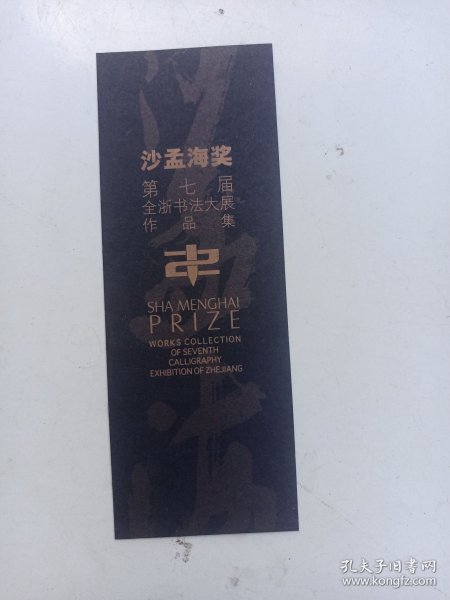 沙孟海奖
第七届
全浙书法大展
作品集
SHA MENGHAI
PRIZE
WORKS COLLECTION
OF SEVENTH
CALLIGRAPHY
EXHIBITION OF ZHEJIANG
孔夫子旧书网
www.kongfz.com